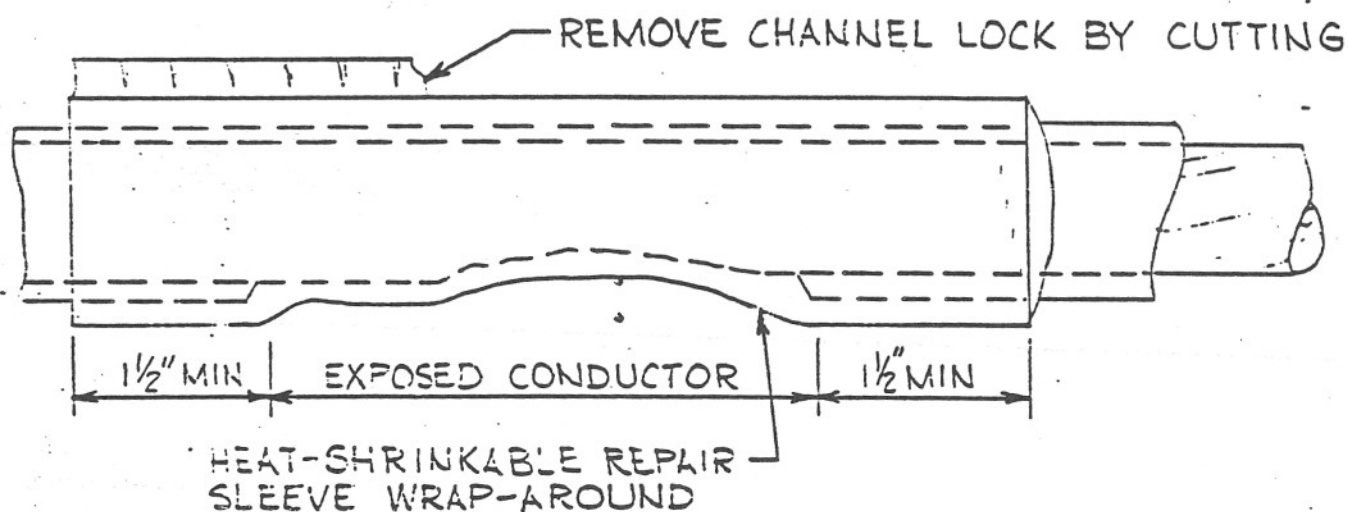 REMOVE CHANNEL LOCK BY CUTTING
1½" MIN
EXPOSED CONDUCTOR
1½" MIN
HEAT-SHRINKABLE REPAIR
SLEEVE WRAP-AROUND